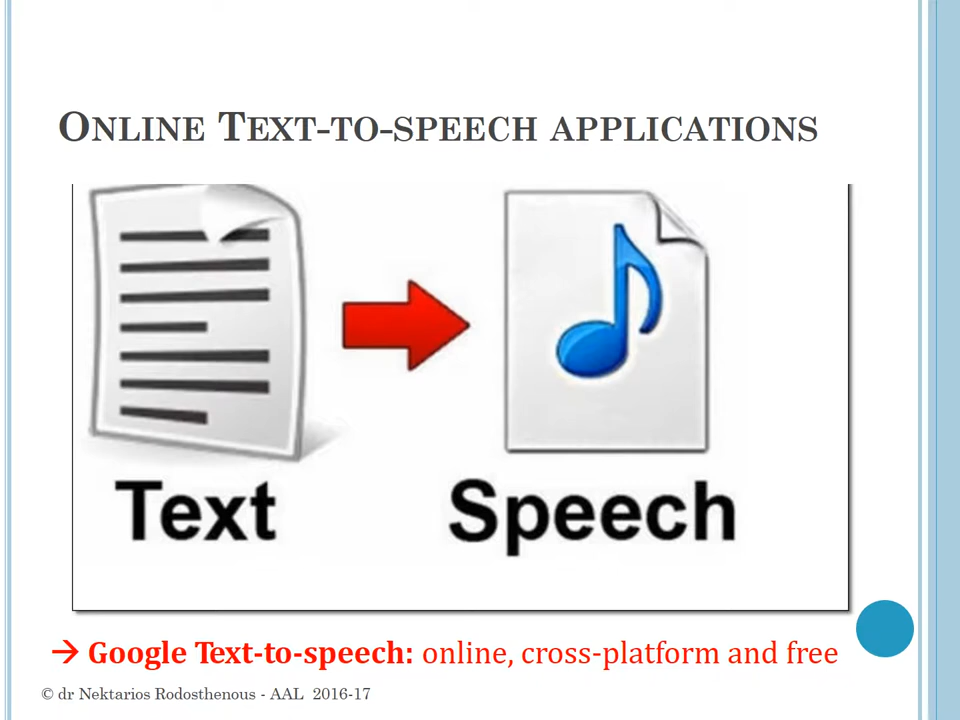 Online Text-to-speech applications
Text
Speech
→ Google Text-to-speech: online, cross-platform and free
© dr Nektarios Rodosthenous - AAL 2016-17